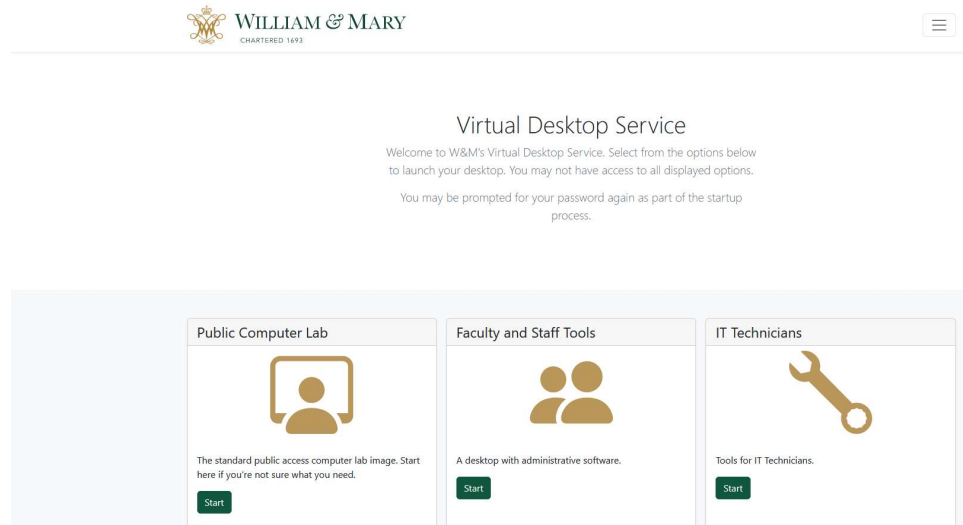 WILLIAM & MARY
CHARTERED 1693
Virtual Desktop Service
Welcome to W&M's Virtual Desktop Service. Select from the options below
to launch your desktop. You may not have access to all displayed options.
You may be prompted for your password again as part of the startup
process.
Public Computer Lab
The standard public access computer lab image. Start
here if you're not sure what you need.
Start
Faculty and Staff Tools
A desktop with administrative software.
Start
IT Technicians
Tools for IT Technicians.
Start